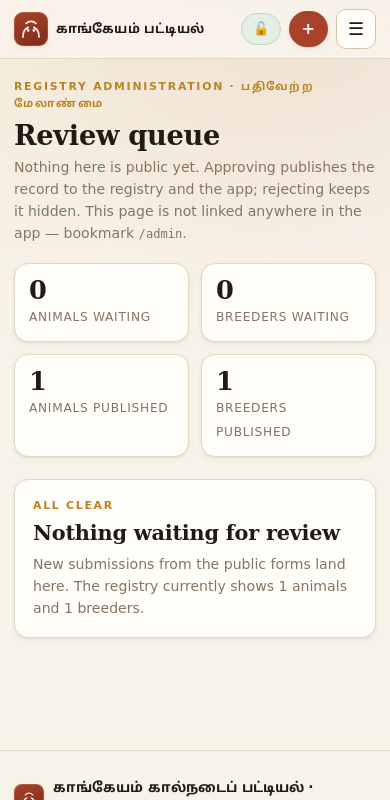 காங்கேயம் பட்டியல்
REGISTRY ADMINISTRATION · பதிவேற்ற
மேலாண்மை
Review queue
Nothing here is public yet. Approving publishes the
record to the registry and the app; rejecting keeps
it hidden. This page is not linked anywhere in the
app — bookmark /admin.
0
ANIMALS WAITING
0
BREEDERS WAITING
1
ANIMALS PUBLISHED
1
BREEDERS
PUBLISHED
ALL CLEAR
Nothing waiting for review
New submissions from the public forms land
here. The registry currently shows 1 animals
and 1 breeders.
காங்கேயம் கால்நடைப் பட்டியல் ·